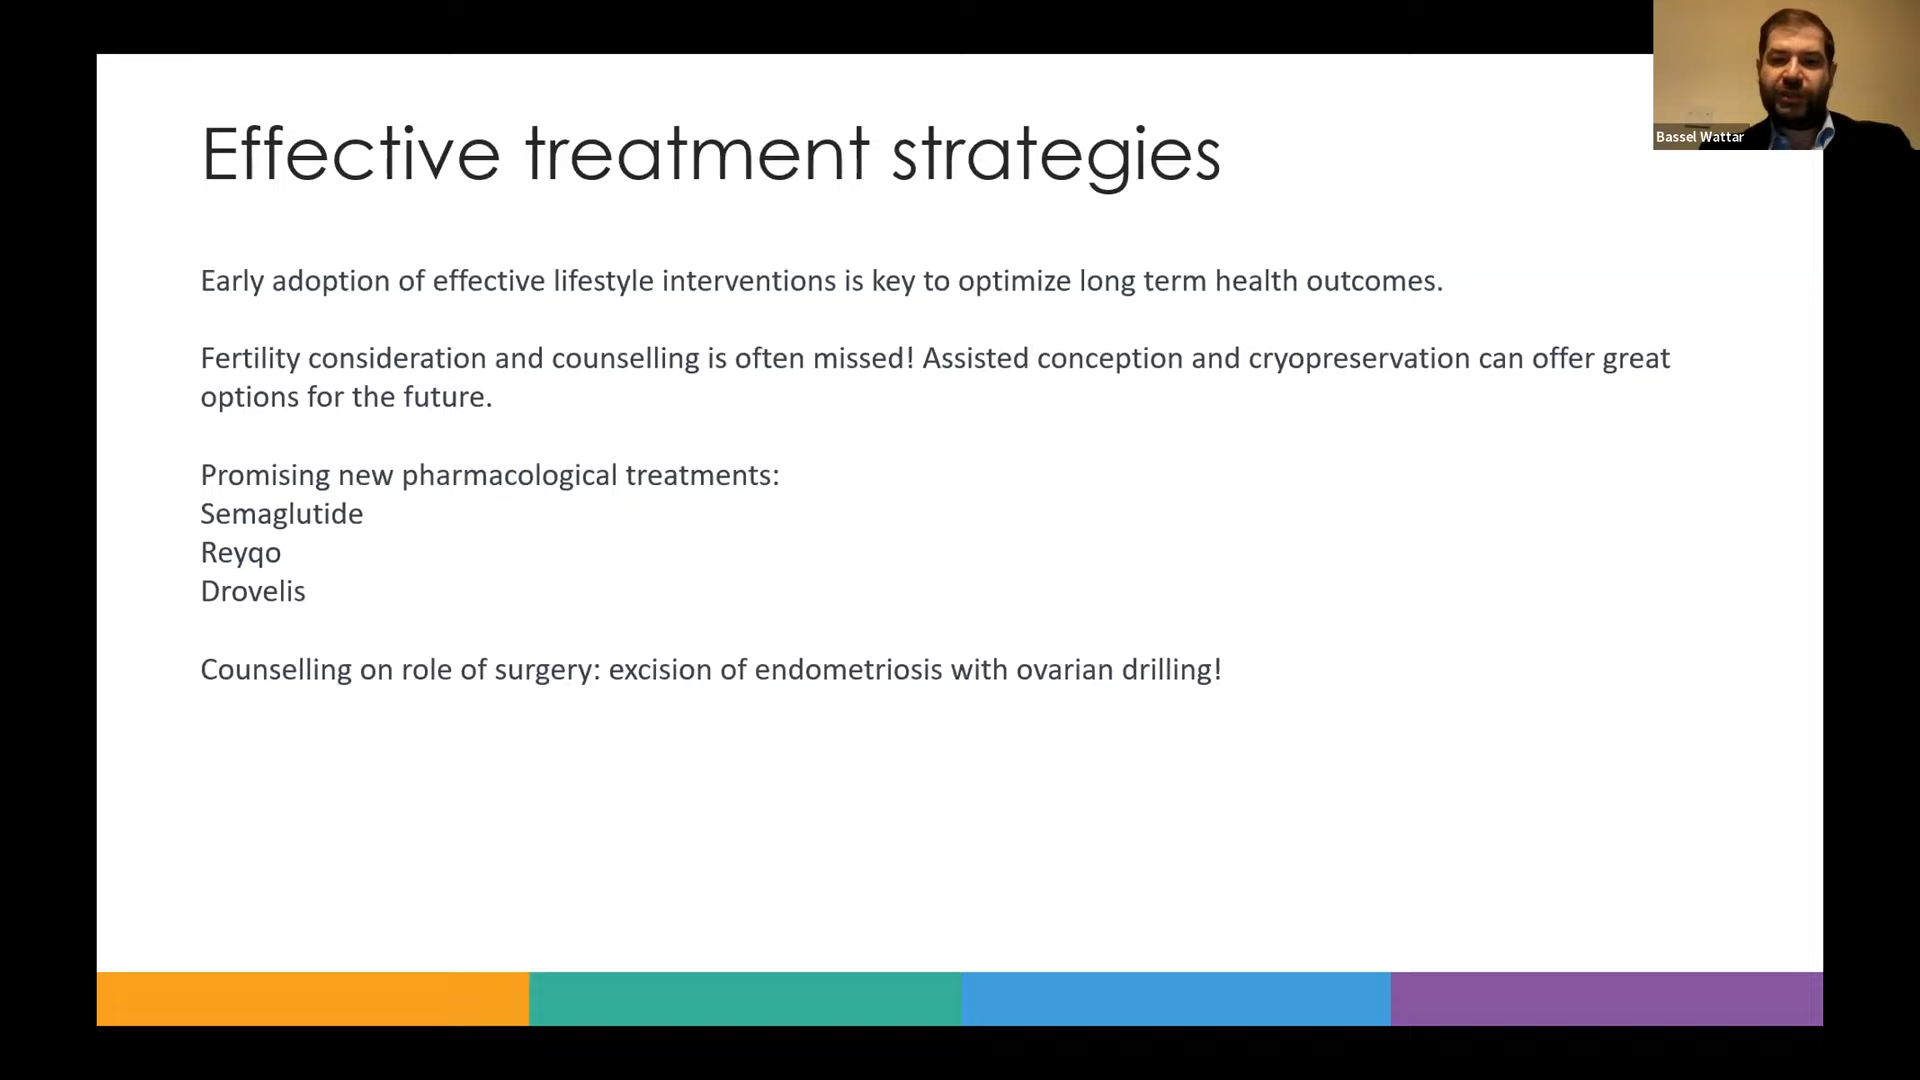 Effective treatment strategies
Bassel Wattar
Early adoption of effective lifestyle interventions is key to optimize long term health outcomes.
Fertility consideration and counselling is often missed! Assisted conception and cryopreservation can offer great
options for the future.
Promising new pharmacological treatments:
Semaglutide
Reyqo
Drovelis
Counselling on role of surgery: excision of endometriosis with ovarian drilling!